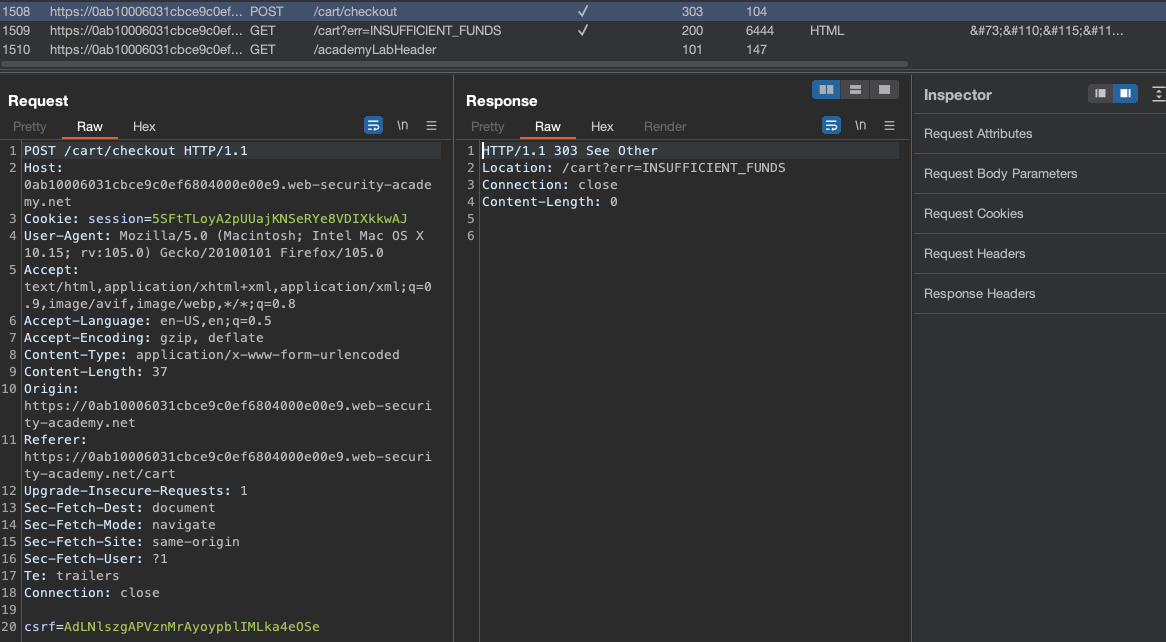 1508 https://0ab10006031cbce9c0ef... POST /cart/checkout ✓ 303 104
1509 https://0ab10006031cbce9c0ef... GET /cart?err=INSUFFICIENT_FUNDS ✓ 200 6444 HTML &#73;&#110;&#115;&#11...
1510 https://0ab10006031cbce9c0ef... GET /academyLabHeader 101 147
Request
Pretty Raw Hex \n
1 POST /cart/checkout HTTP/1.1
2 Host:
0ab10006031cbce9c0ef6804000e00e9.web-security-acade
my.net
3 Cookie: session=5SFtTLoyA2pUUajKNSeRYe8VDIXkkwAJ
4 User-Agent: Mozilla/5.0 (Macintosh; Intel Mac OS X
10.15; rv:105.0) Gecko/20100101 Firefox/105.0
5 Accept:
text/html,application/xhtml+xml,application/xml;q=0
.9,image/avif,image/webp,*/*;q=0.8
6 Accept-Language: en-US,en;q=0.5
7 Accept-Encoding: gzip, deflate
8 Content-Type: application/x-www-form-urlencoded
9 Content-Length: 37
10 Origin:
https://0ab10006031cbce9c0ef6804000e00e9.web-securi
ty-academy.net
11 Referer:
https://0ab10006031cbce9c0ef6804000e00e9.web-securi
ty-academy.net/cart
12 Upgrade-Insecure-Requests: 1
13 Sec-Fetch-Dest: document
14 Sec-Fetch-Mode: navigate
15 Sec-Fetch-Site: same-origin
16 Sec-Fetch-User: ?1
17 Te: trailers
18 Connection: close
19
20 csrf=AdLNlszgAPVznMrAyoypblIMLka4eOSe
Response
Pretty Raw Hex Render \n
1 HTTP/1.1 303 See Other
2 Location: /cart?err=INSUFFICIENT_FUNDS
3 Connection: close
4 Content-Length: 0
5
6
Inspector
Request Attributes
Request Body Parameters
Request Cookies
Request Headers
Response Headers